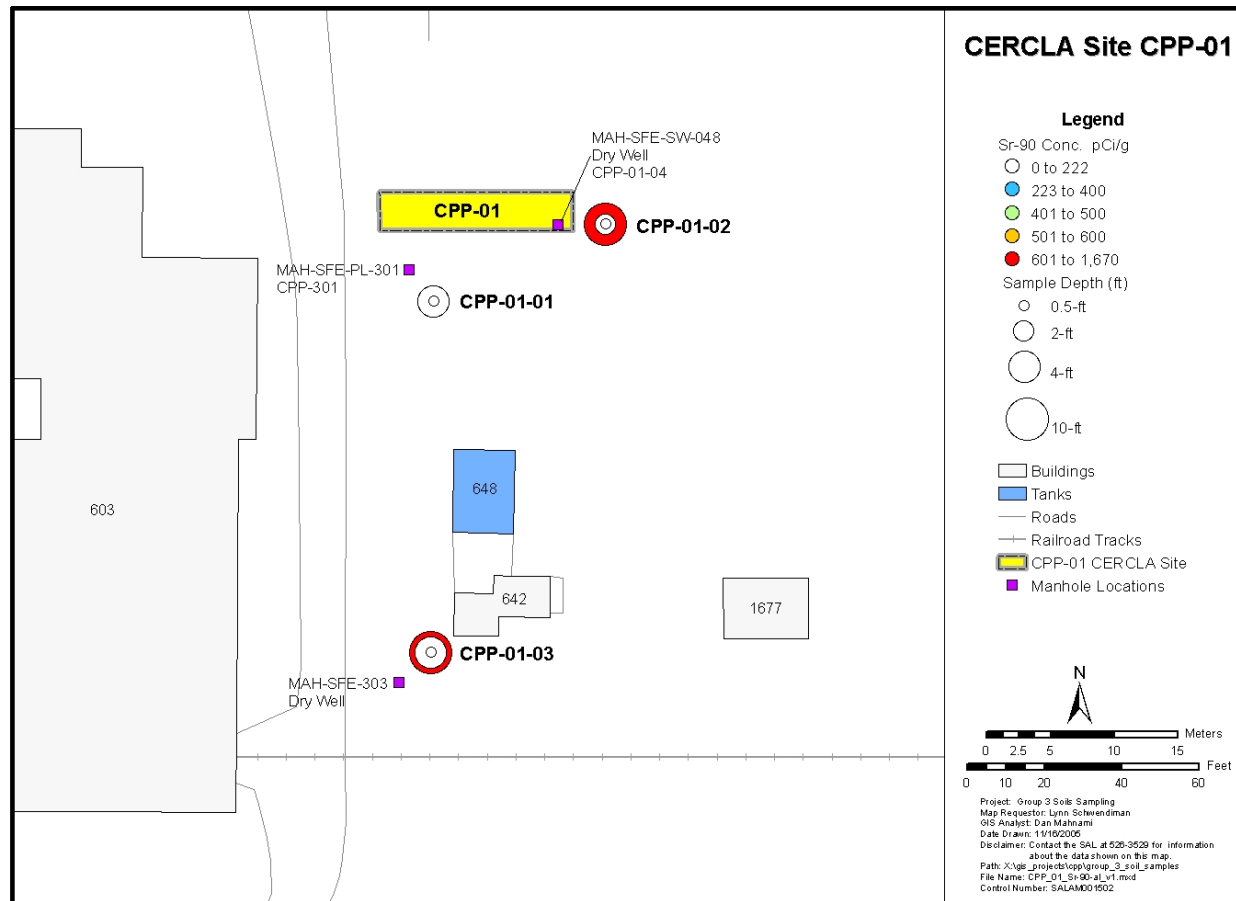 CERCLA Site CPP-01
Legend
Sr-90 Conc. pCi/g
0 to 222
223 to 400
401 to 500
501 to 600
601 to 1,670
Sample Depth (ft)
0.5-ft
2-ft
4-ft
10-ft
Buildings
Tanks
Roads
Railroad Tracks
CPP-01 CERCLA Site
Manhole Locations
MAH-SFE-SW-048
Dry Well
CPP-01-04
CPP-01
CPP-01-02
MAH-SFE-PL-301
CPP-301
CPP-01-01
648
603
642
1677
CPP-01-03
MAH-SFE-303
Dry Well
N
Meters
0 2.5 5 10 15
Feet
0 10 20 40 60
Project: Group 3 Soils Sampling
Map Requestor: Lynn Schwendiman
GIS Analyst: Dan Mahnami
Date Drawn: 11/16/2005
Disclaimer: Contact the SAL at 526-3529 for information
about the data shown on this map.
Path: X:\gis_projects\cpp\group_3_soil_samples
File Name: CPP_01_Sr-90-al_v1.mxd
Control Number: SALAM001502